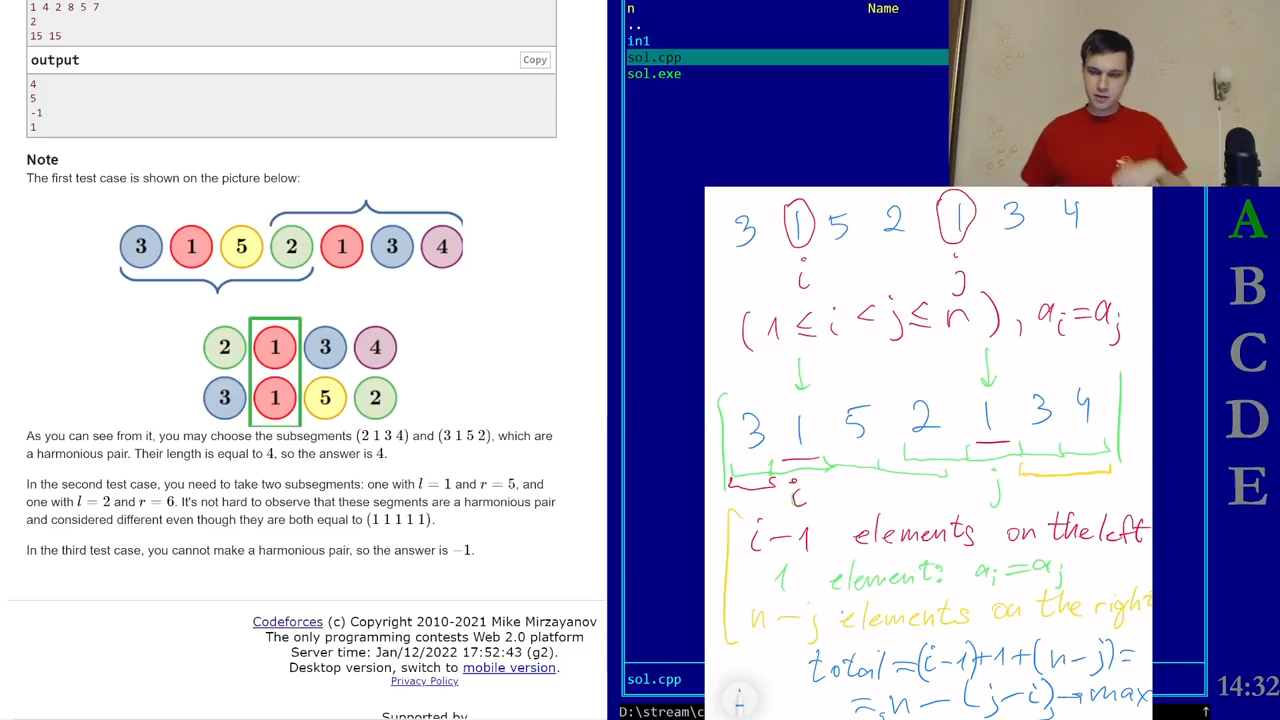 1 4 2 8 5 7
2
15 15
output
Copy
4
5
-1
1
Note
The first test case is shown on the picture below:
3 1 5 2 1 3 4
2 1 3 4
3 1 5 2
As you can see from it, you may choose the subsegments (2 1 3 4) and (3 1 5 2), which are
a harmonious pair. Their length is equal to 4, so the answer is 4.
In the second test case, you need to take two subsegments: one with l = 1 and r = 5, and
one with l = 2 and r = 6. It's not hard to observe that these segments are a harmonious pair
and considered different even though they are both equal to (1 1 1 1 1).
In the third test case, you cannot make a harmonious pair, so the answer is −1.
Codeforces (c) Copyright 2010-2021 Mike Mirzayanov
The only programming contests Web 2.0 platform
Server time: Jan/12/2022 17:52:43 (g2).
Desktop version, switch to mobile version.
Privacy Policy
Supported by
n Name
..
in1
sol.cpp
sol.exe
3 1 5 2 1 3 4
i j
(1 ≤ i < j ≤ n), a_i = a_j
3 1 5 2 1 3 4
i j
i − 1 elements on the left
1 element: a_i = a_j
n − j elements on the right
total = (i−1)+1+(n−j) =
= n − (j−i) → max
sol.cpp
D:\stream\c
A
B
C
D
E
14:32